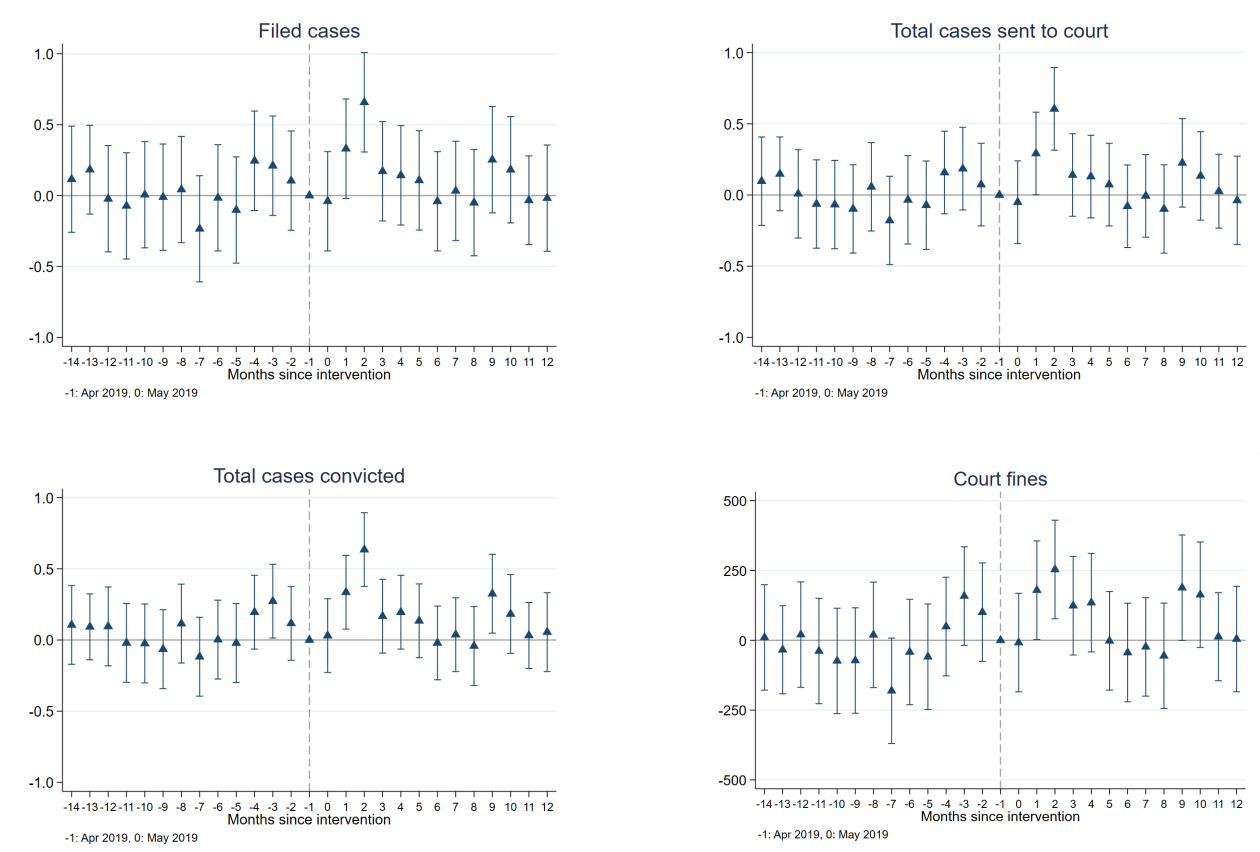 Filed cases
1.0
0.5
0.0
-0.5
-1.0
-14 -13 -12 -11 -10 -9 -8 -7 -6 -5 -4 -3 -2 -1 0 1 2 3 4 5 6 7 8 9 10 11 12
Months since intervention
-1: Apr 2019, 0: May 2019
Total cases sent to court
1.0
0.5
0.0
-0.5
-1.0
-14 -13 -12 -11 -10 -9 -8 -7 -6 -5 -4 -3 -2 -1 0 1 2 3 4 5 6 7 8 9 10 11 12
Months since intervention
-1: Apr 2019, 0: May 2019
Total cases convicted
1.0
0.5
0.0
-0.5
-1.0
-14 -13 -12 -11 -10 -9 -8 -7 -6 -5 -4 -3 -2 -1 0 1 2 3 4 5 6 7 8 9 10 11 12
Months since intervention
-1: Apr 2019, 0: May 2019
Court fines
500
250
0
-250
-500
-14 -13 -12 -11 -10 -9 -8 -7 -6 -5 -4 -3 -2 -1 0 1 2 3 4 5 6 7 8 9 10 11 12
Months since intervention
-1: Apr 2019, 0: May 2019